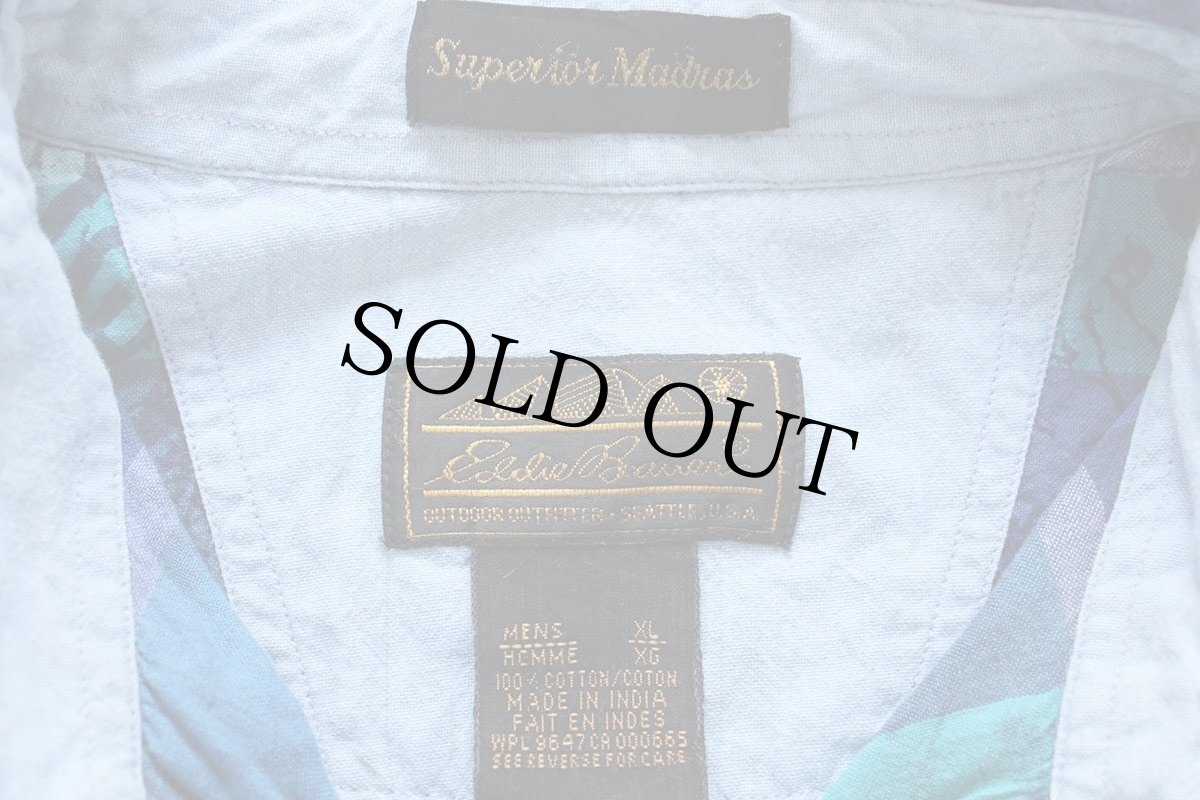 Superior Madras
SOLD OUT
Eddie Bauer®
OUTDOOR OUTFITTER • SEATTLE, U.S.A.
MENS XL
HOMME XG
100% COTTON/COTON
MADE IN INDIA
FAIT EN INDES
WPL 9647 CA 000665
SEE REVERSE FOR CARE